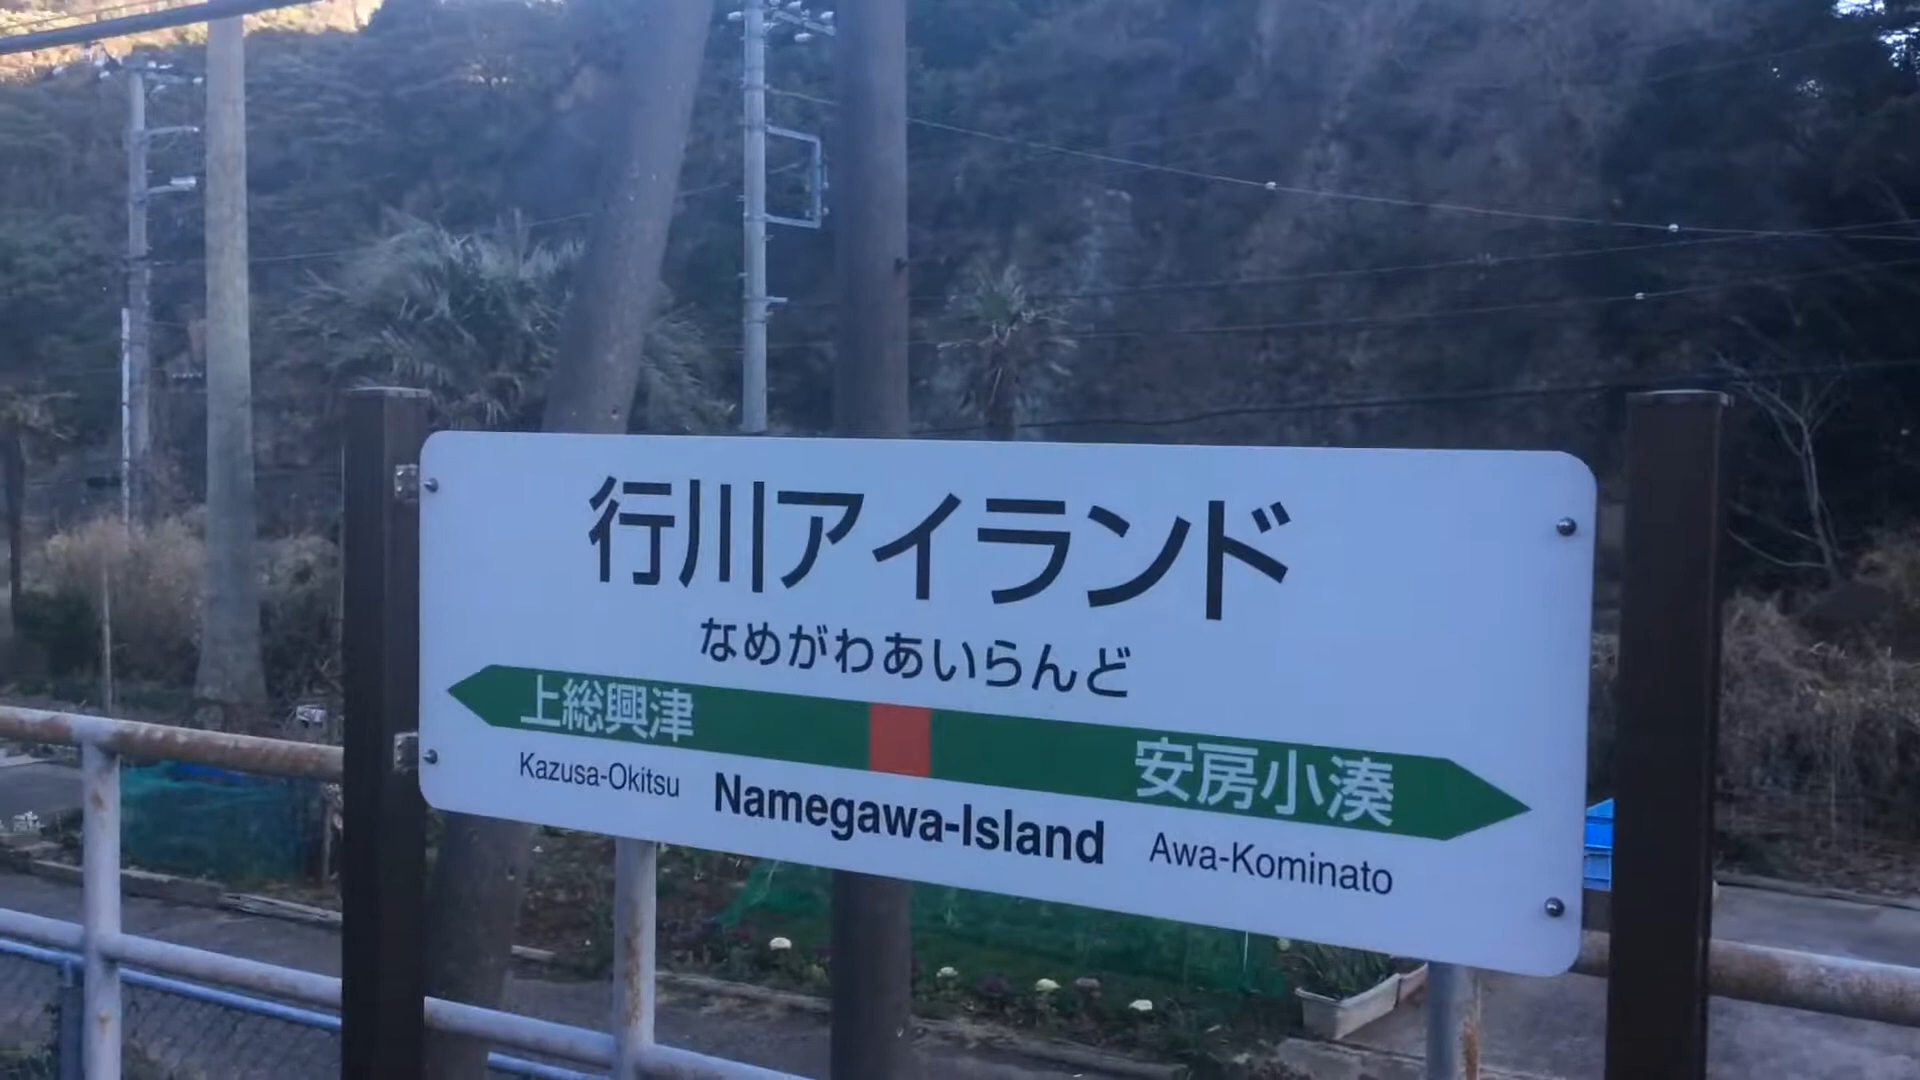 行川アイランド
なめがわあいらんど
上総興津
安房小湊
Kazusa-Okitsu
Namegawa-Island
Awa-Kominato